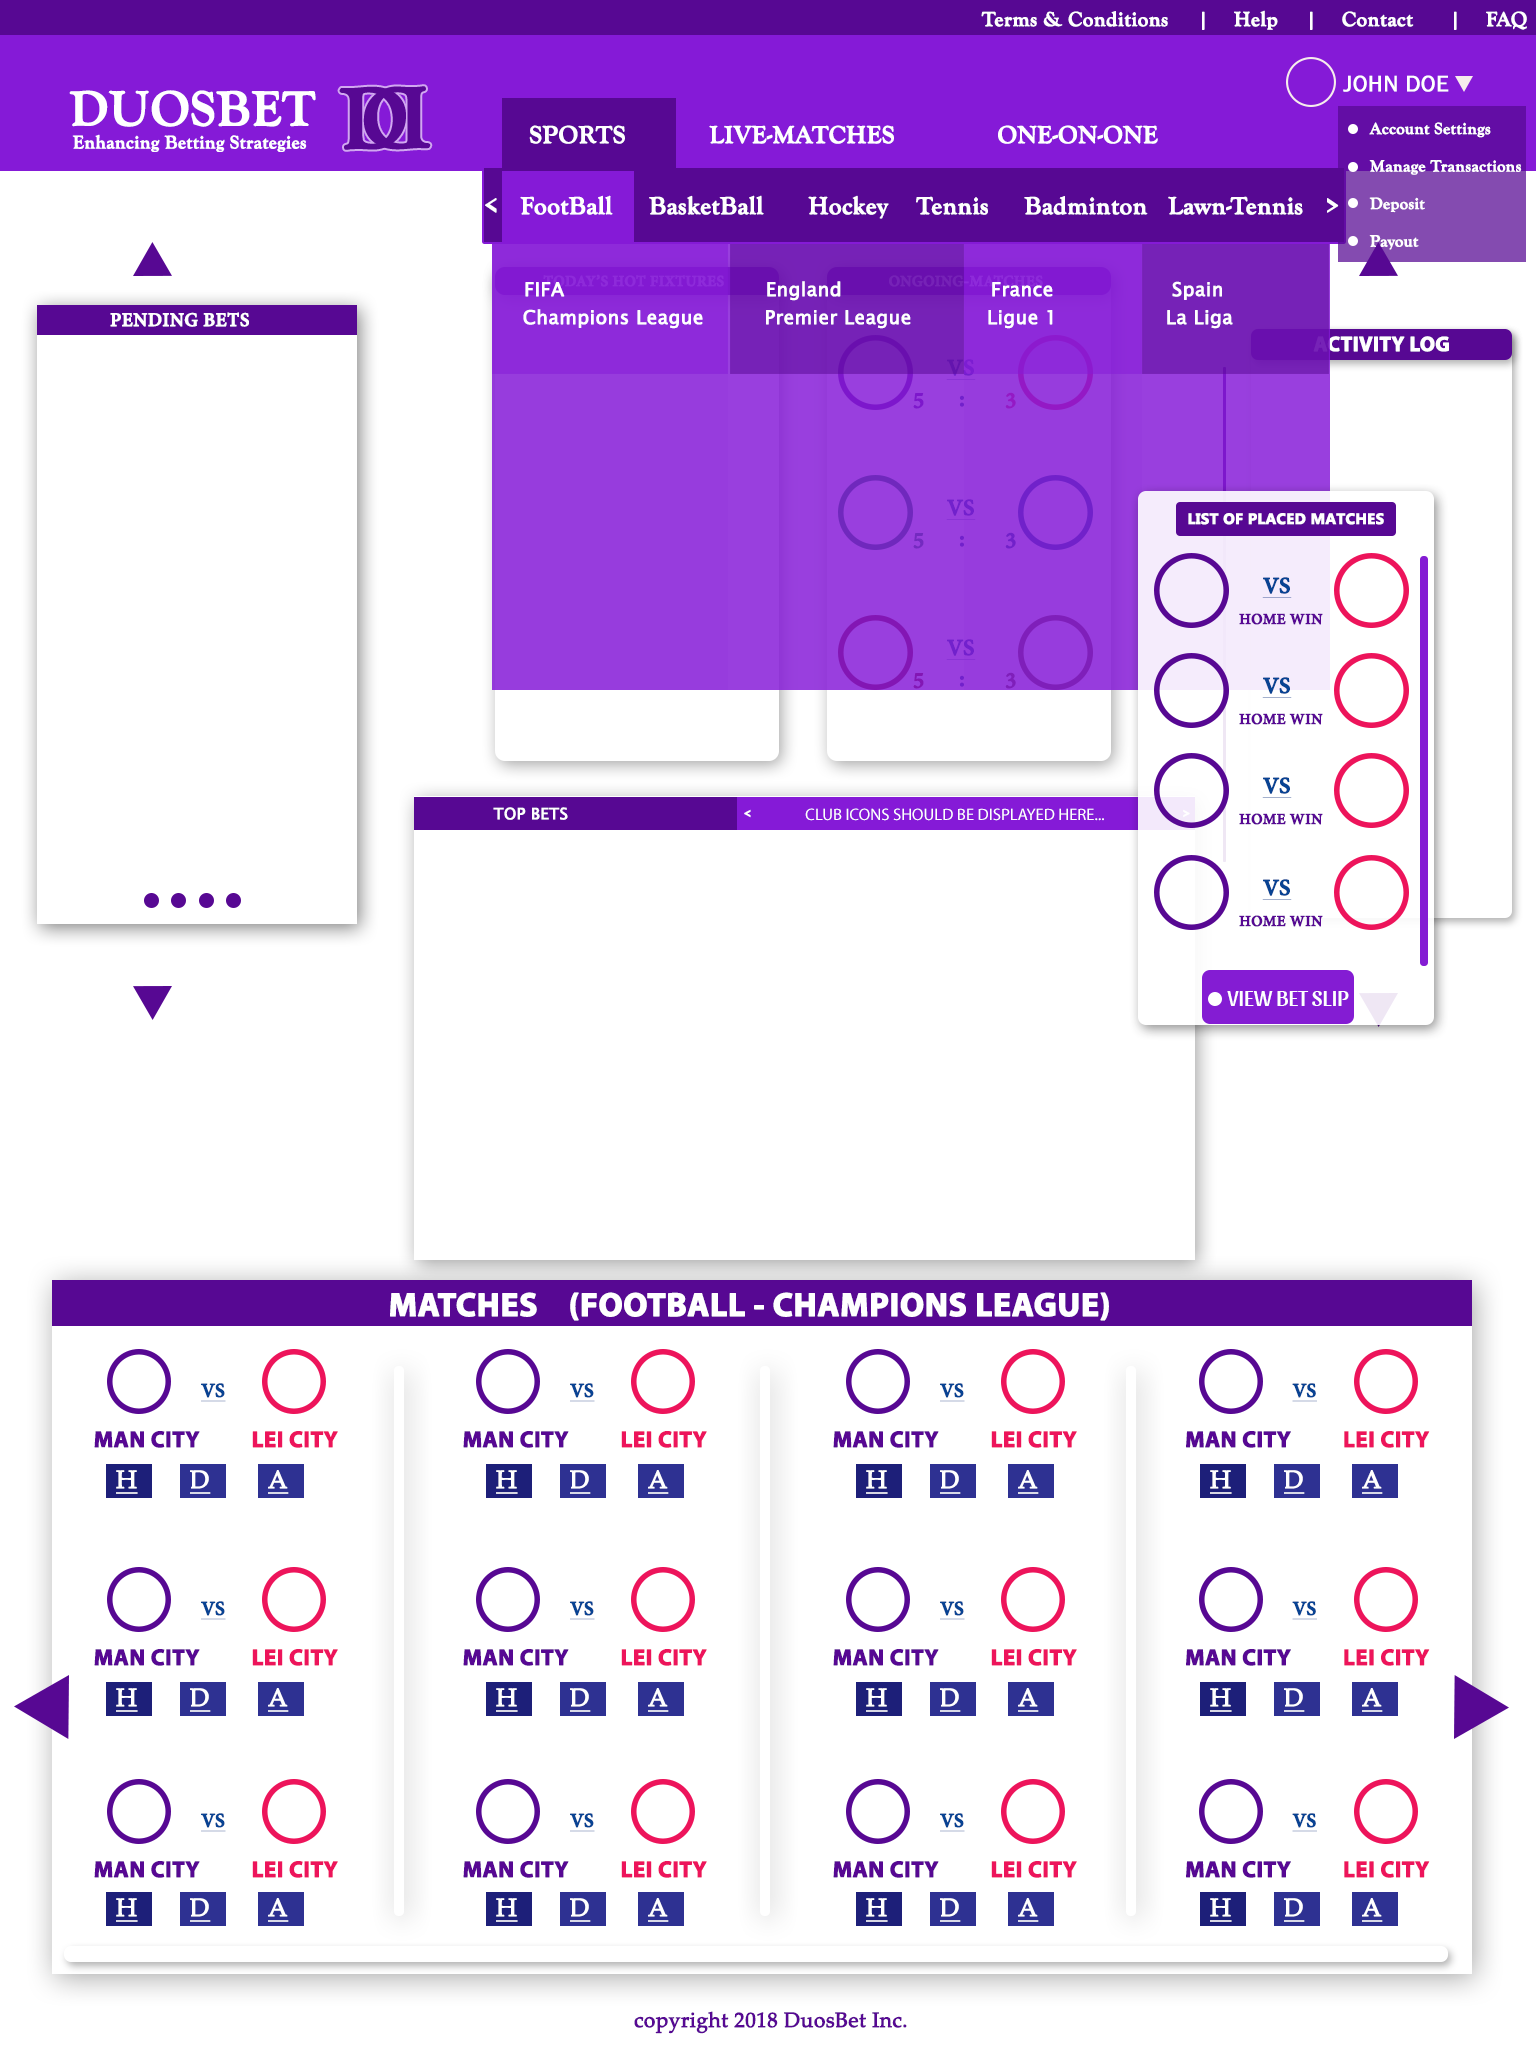 Terms & Conditions | Help | Contact | FAQ
JOHN DOE
DUOSBET
Enhancing Betting Strategies
SPORTS LIVE-MATCHES ONE-ON-ONE
Account Settings
Manage Transactions
Deposit
Payout
< FootBall BasketBall Hockey Tennis Badminton Lawn-Tennis >
TODAY'S HOT FIXTURES ONGOING-MATCHES
FIFA
Champions League
England
Premier League
France
Ligue 1
Spain
La Liga
PENDING BETS
ACTIVITY LOG
VS
5 : 3
VS
5 : 3
VS
5 : 3
LIST OF PLACED MATCHES
VS
HOME WIN
VS
HOME WIN
VS
HOME WIN
VS
HOME WIN
VIEW BET SLIP
TOP BETS < CLUB ICONS SHOULD BE DISPLAYED HERE... >
MATCHES (FOOTBALL - CHAMPIONS LEAGUE)
VS VS VS VS
MAN CITY LEI CITY MAN CITY LEI CITY MAN CITY LEI CITY MAN CITY LEI CITY
H D A H D A H D A H D A
VS VS VS VS
MAN CITY LEI CITY MAN CITY LEI CITY MAN CITY LEI CITY MAN CITY LEI CITY
H D A H D A H D A H D A
VS VS VS VS
MAN CITY LEI CITY MAN CITY LEI CITY MAN CITY LEI CITY MAN CITY LEI CITY
H D A H D A H D A H D A
copyright 2018 DuosBet Inc.